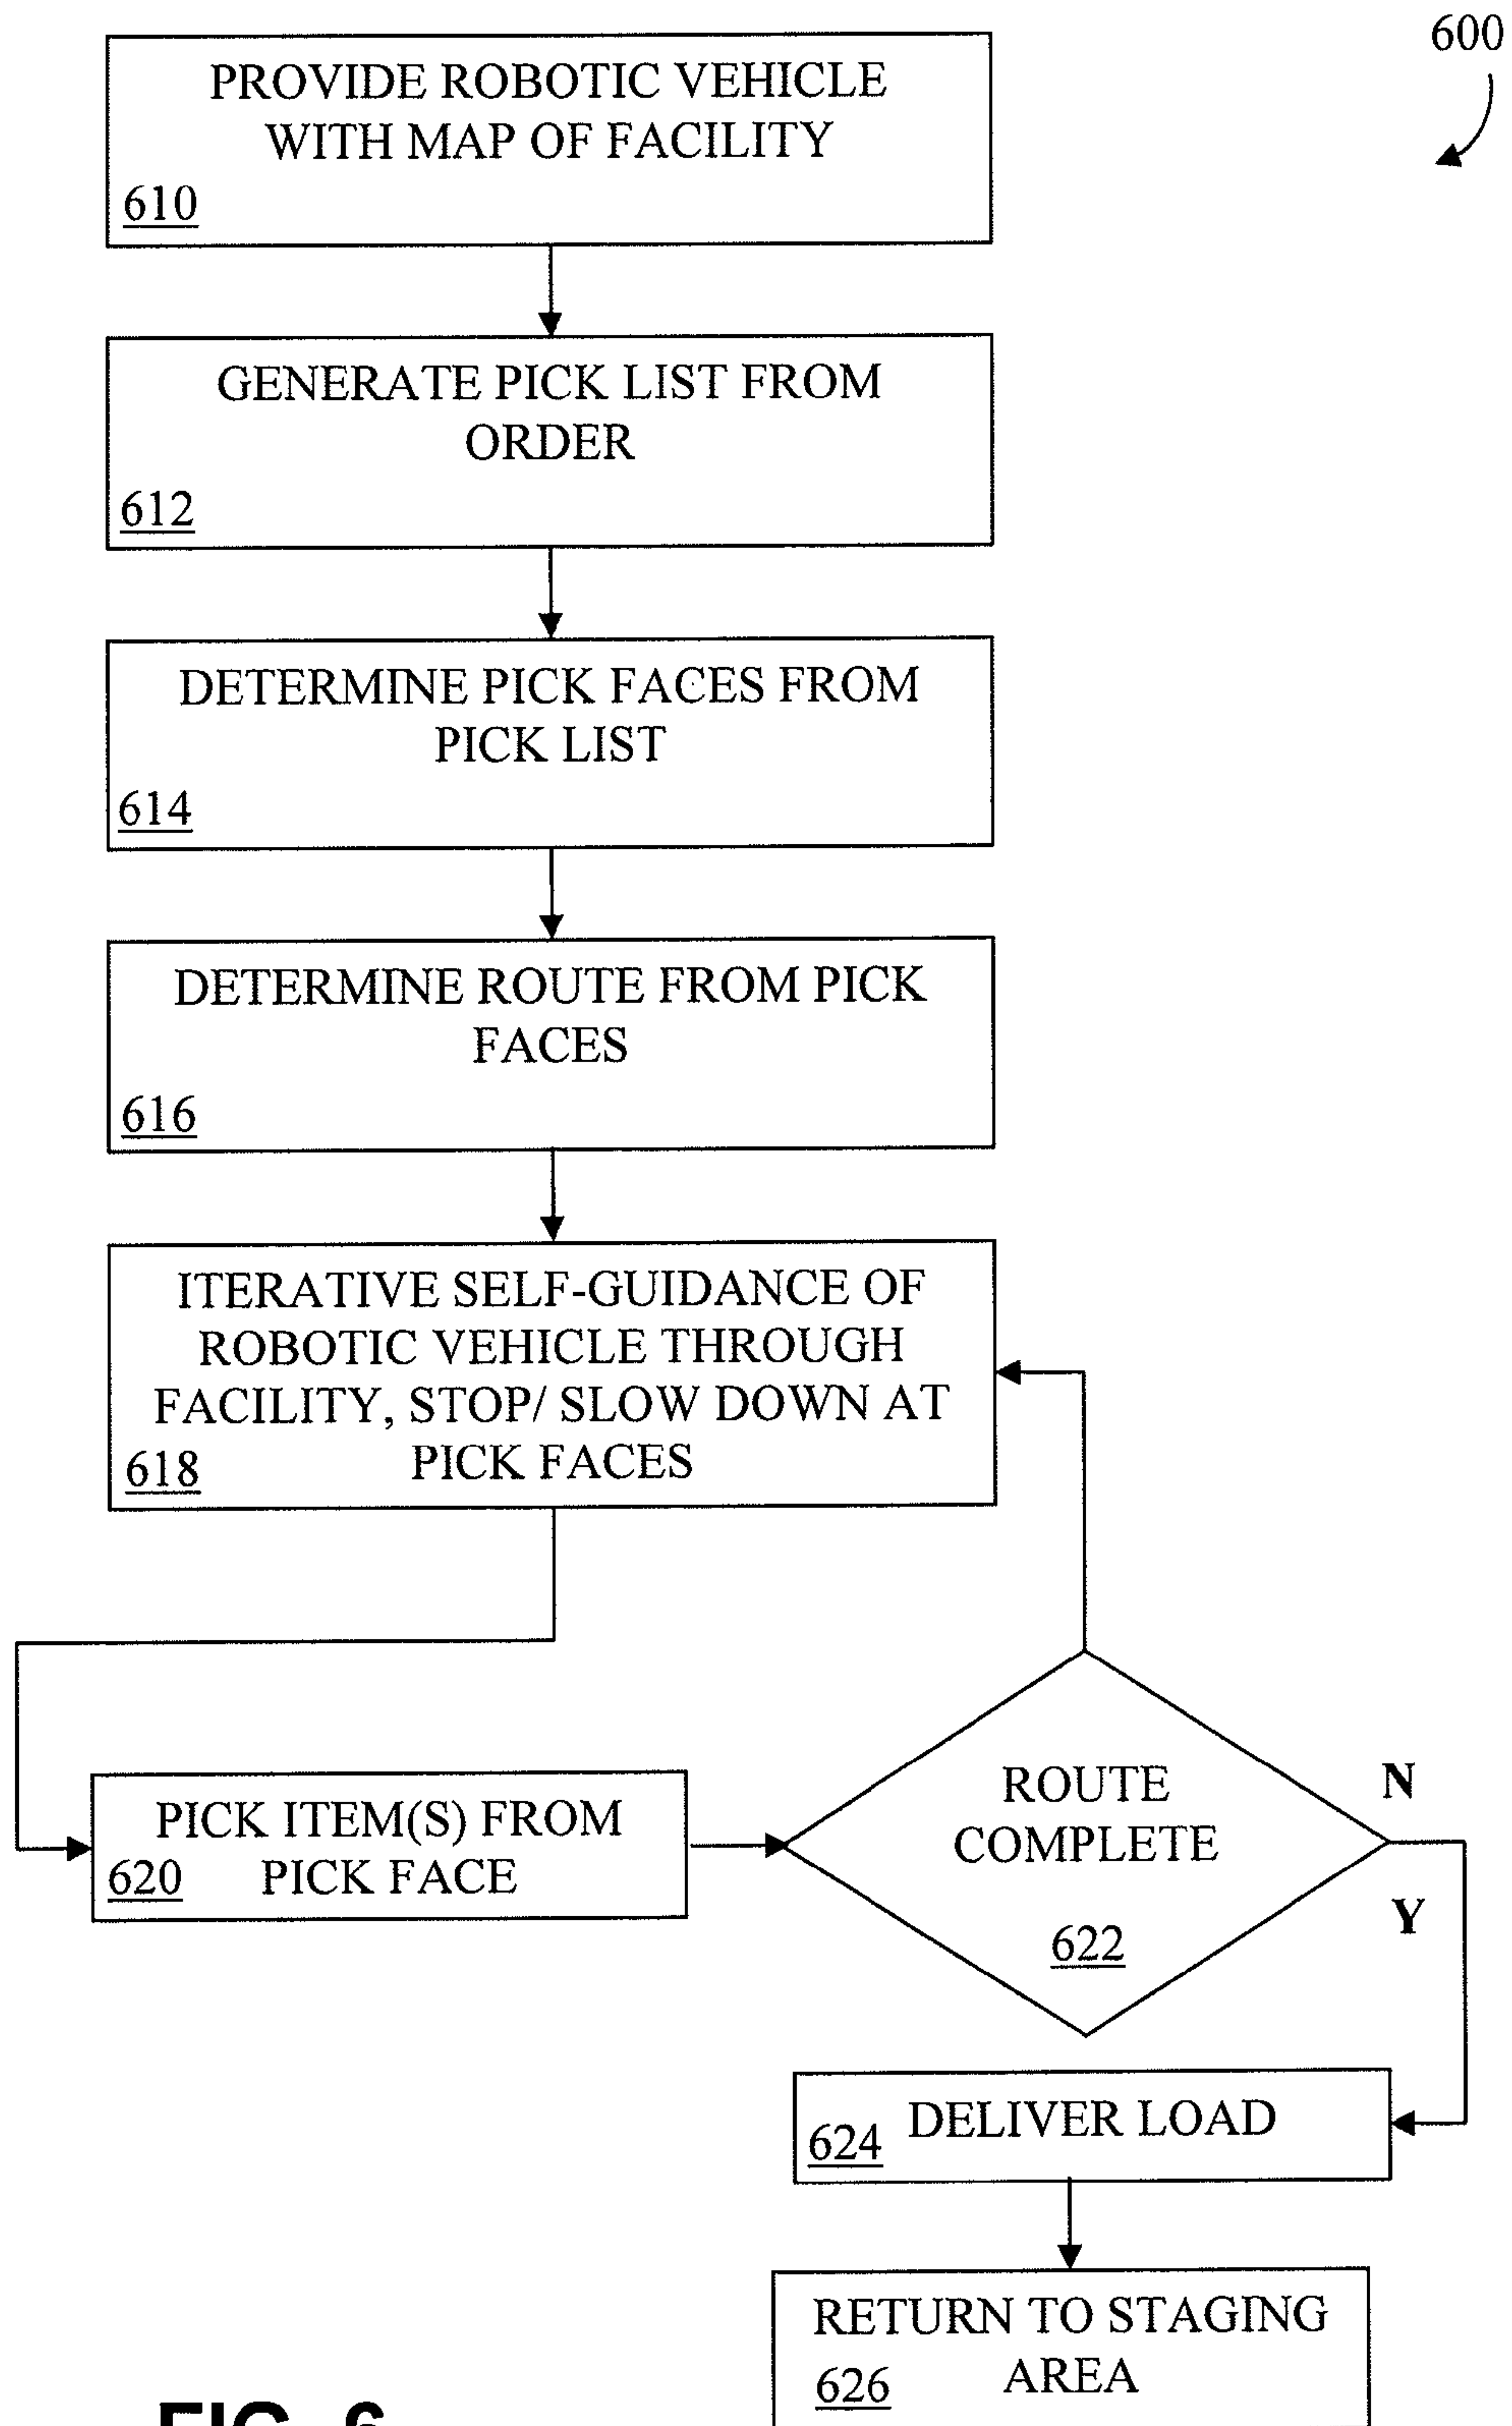 600
PROVIDE ROBOTIC VEHICLE
WITH MAP OF FACILITY
610
GENERATE PICK LIST FROM
ORDER
612
DETERMINE PICK FACES FROM
PICK LIST
614
DETERMINE ROUTE FROM PICK
FACES
616
ITERATIVE SELF-GUIDANCE OF
ROBOTIC VEHICLE THROUGH
FACILITY, STOP/ SLOW DOWN AT
PICK FACES
618
PICK ITEM(S) FROM
PICK FACE
620
ROUTE
COMPLETE
622
N
Y
DELIVER LOAD
624
RETURN TO STAGING
AREA
626
FIG. 6